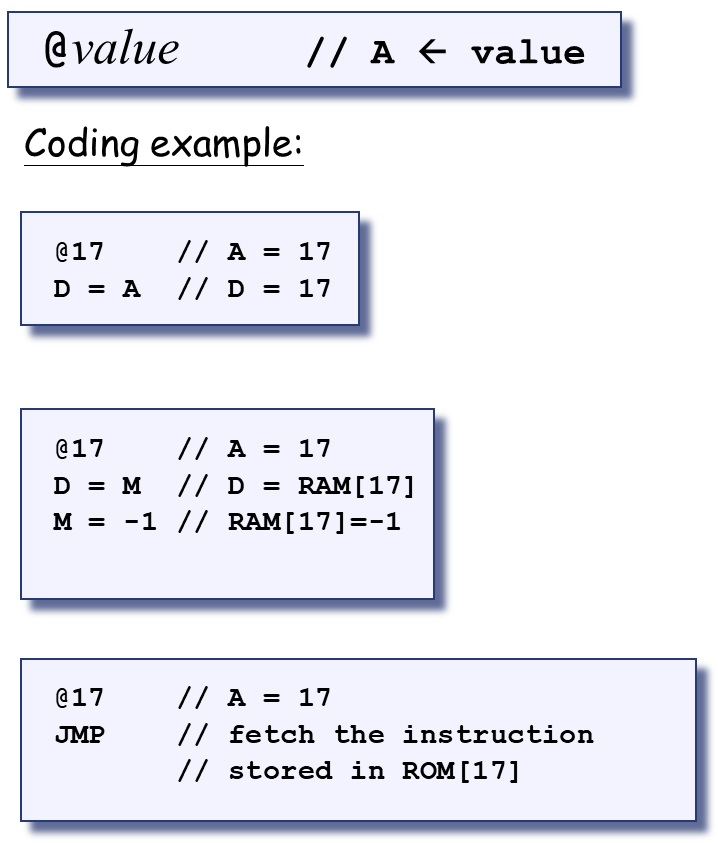 @value // A ← value
Coding example:
@17 // A = 17
D = A // D = 17
@17 // A = 17
D = M // D = RAM[17]
M = -1 // RAM[17]=-1
@17 // A = 17
JMP // fetch the instruction
// stored in ROM[17]